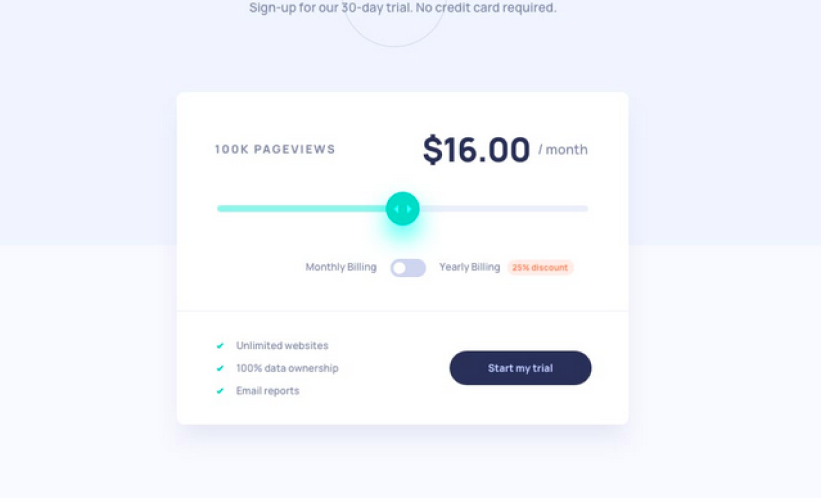 Sign-up for our 30-day trial. No credit card required.
100K PAGEVIEWS
$16.00 / month
Monthly Billing Yearly Billing 25% discount
Unlimited websites
100% data ownership
Email reports
Start my trial